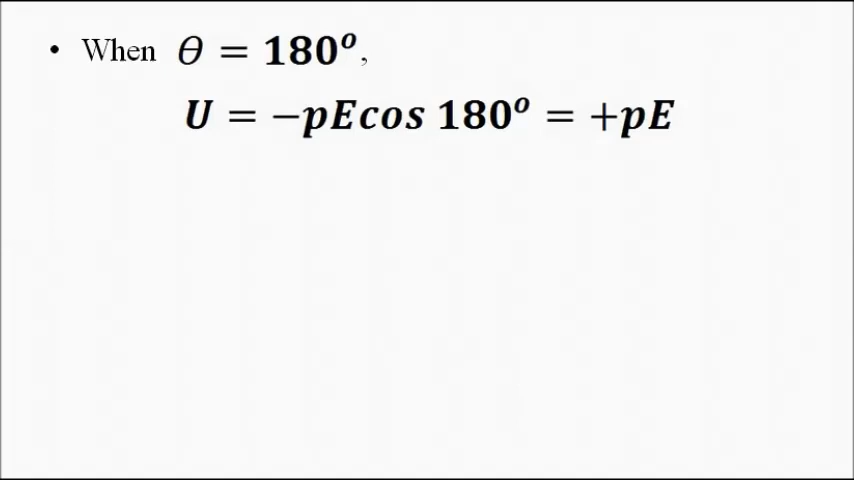 • When θ = 180°,
U = −pEcos 180° = +pE